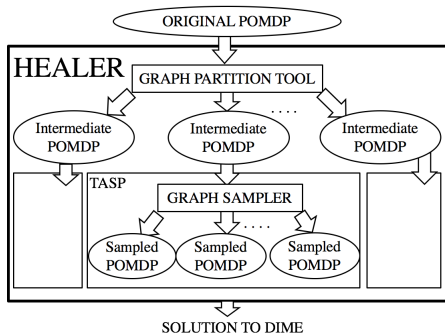 ORIGINAL POMDP
HEALER
GRAPH PARTITION TOOL
. . . .
Intermediate
POMDP
Intermediate
POMDP
Intermediate
POMDP
TASP
GRAPH SAMPLER
. . . .
Sampled
POMDP
Sampled
POMDP
Sampled
POMDP
SOLUTION TO DIME